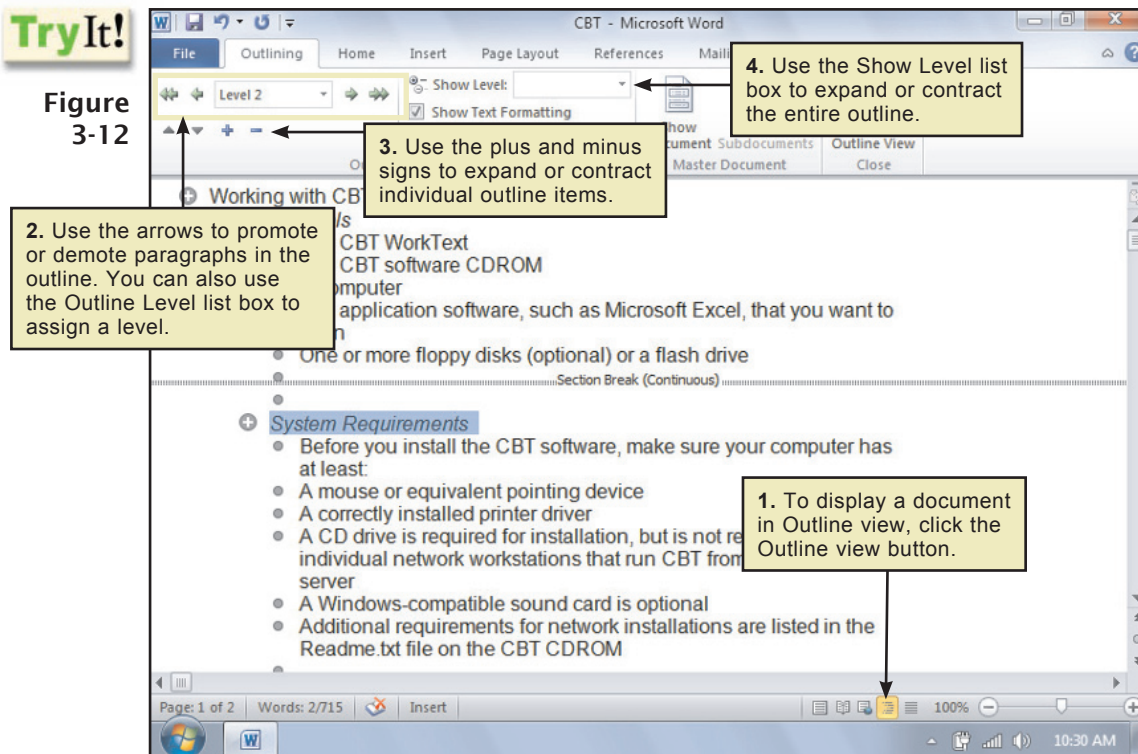 TryIt!
Figure
3-12
CBT - Microsoft Word
File Outlining Home Insert Page Layout References
Level 2
Show Level:
Show Text Formatting
Subdocuments
Outline View
Master Document
Close
4. Use the Show Level list
box to expand or contract
the entire outline.
3. Use the plus and minus
signs to expand or contract
individual outline items.
2. Use the arrows to promote
or demote paragraphs in the
outline. You can also use
the Outline Level list box to
assign a level.
Working with CBT
CBT WorkText
CBT software CDROM
application software, such as Microsoft Excel, that you want to
One or more floppy disks (optional) or a flash drive
Section Break (Continuous)
System Requirements
Before you install the CBT software, make sure your computer has
at least:
A mouse or equivalent pointing device
A correctly installed printer driver
A CD drive is required for installation, but is not
individual network workstations that run CBT from
server
A Windows-compatible sound card is optional
Additional requirements for network installations are listed in the
Readme.txt file on the CBT CDROM
1. To display a document
in Outline view, click the
Outline view button.
Page: 1 of 2 Words: 2/715 Insert 100%
10:30 AM